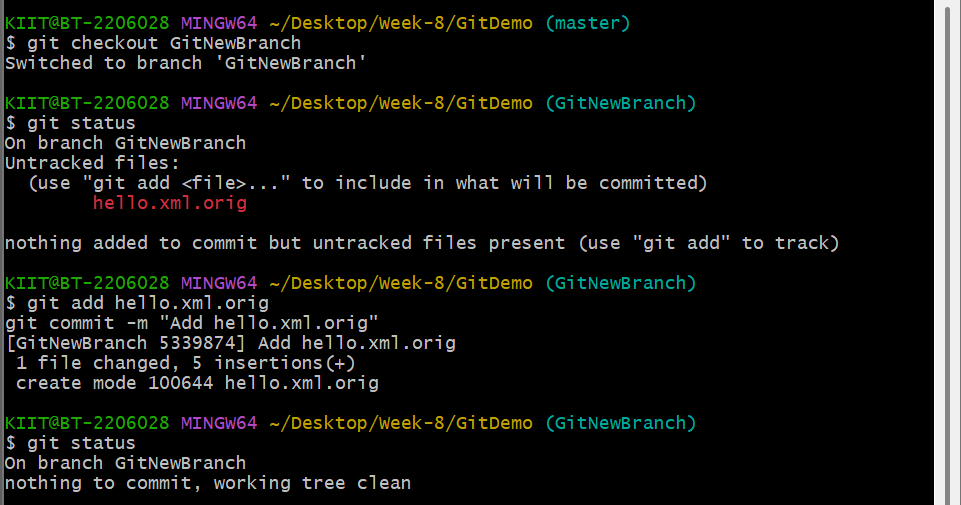 KIIT@BT-2206028 MINGW64 ~/Desktop/Week-8/GitDemo (master)
$ git checkout GitNewBranch
Switched to branch 'GitNewBranch'

KIIT@BT-2206028 MINGW64 ~/Desktop/Week-8/GitDemo (GitNewBranch)
$ git status
On branch GitNewBranch
Untracked files:
  (use "git add <file>..." to include in what will be committed)
        hello.xml.orig

nothing added to commit but untracked files present (use "git add" to track)

KIIT@BT-2206028 MINGW64 ~/Desktop/Week-8/GitDemo (GitNewBranch)
$ git add hello.xml.orig
git commit -m "Add hello.xml.orig"
[GitNewBranch 5339874] Add hello.xml.orig
 1 file changed, 5 insertions(+)
 create mode 100644 hello.xml.orig

KIIT@BT-2206028 MINGW64 ~/Desktop/Week-8/GitDemo (GitNewBranch)
$ git status
On branch GitNewBranch
nothing to commit, working tree clean